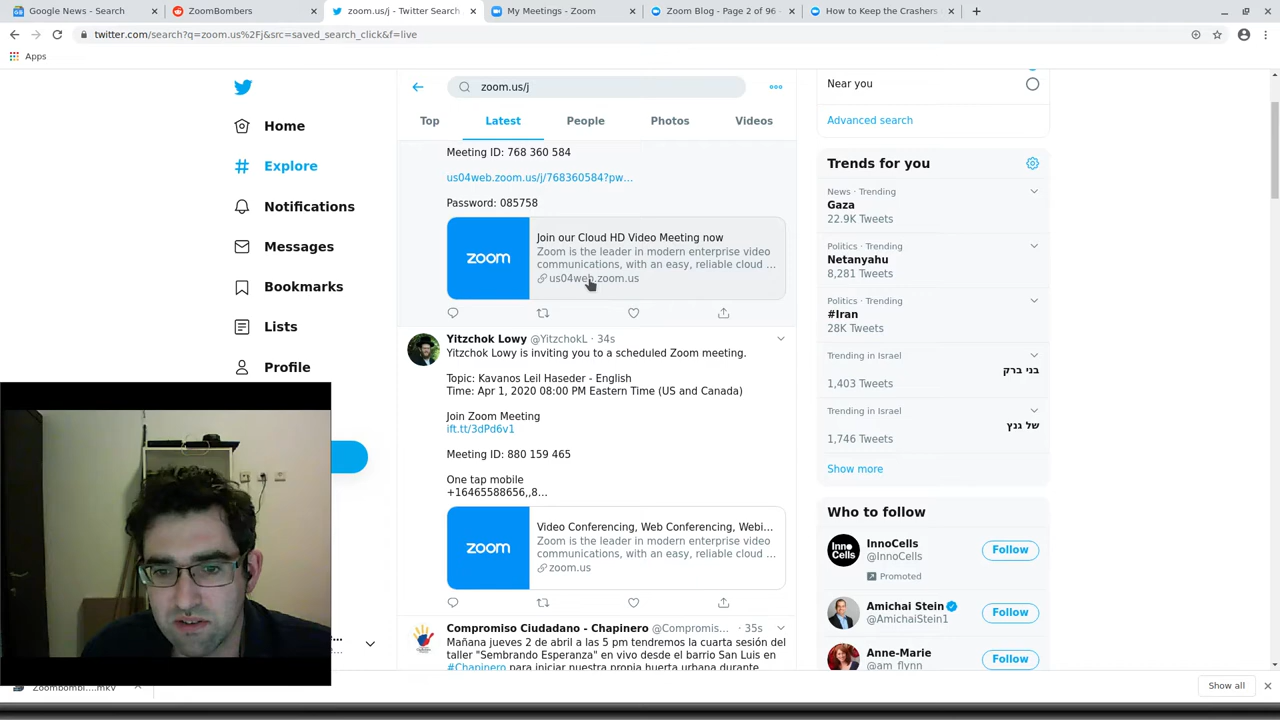 Google News - Search
ZoomBombers
zoom.us/j - Twitter Search
My Meetings - Zoom
Zoom Blog - Page 2 of 96 -
How to Keep the Crashers
twitter.com/search?q=zoom.us%2Fj&src=saved_search_click&f=live
Apps
Home
Explore
Notifications
Messages
Bookmarks
Lists
Profile
zoom.us/j
Top
Latest
People
Photos
Videos
Meeting ID: 768 360 584
us04web.zoom.us/j/768360584?pw...
Password: 085758
zoom
Join our Cloud HD Video Meeting now
Zoom is the leader in modern enterprise video
communications, with an easy, reliable cloud ...
us04web.zoom.us
Yitzchok Lowy @YitzchokL · 34s
Yitzchok Lowy is inviting you to a scheduled Zoom meeting.
Topic: Kavanos Leil Haseder - English
Time: Apr 1, 2020 08:00 PM Eastern Time (US and Canada)
Join Zoom Meeting
ift.tt/3dPd6v1
Meeting ID: 880 159 465
One tap mobile
+16465588656,,8...
zoom
Video Conferencing, Web Conferencing, Webi...
Zoom is the leader in modern enterprise video
communications, with an easy, reliable cloud ...
zoom.us
Compromiso Ciudadano - Chapinero @Compromis... · 35s
Mañana jueves 2 de abril a las 5 pm tendremos la cuarta sesión del
taller "Sembrando Esperanza" en vivo desde el barrio San Luis en
#Chapinero para iniciar nuestra propia huerta urbana durante
Near you
Advanced search
Trends for you
News · Trending
Gaza
22.9K Tweets
Politics · Trending
Netanyahu
8,281 Tweets
Politics · Trending
#Iran
28K Tweets
Trending in Israel
בני ברק
1,403 Tweets
Trending in Israel
של גנץ
1,746 Tweets
Show more
Who to follow
INNO
CELLS
InnoCells
@InnoCells
Follow
Promoted
Amichai Stein
@AmichaiStein1
Follow
Anne-Marie
@am_flynn
Follow
Zoombombi....mkv
Show all